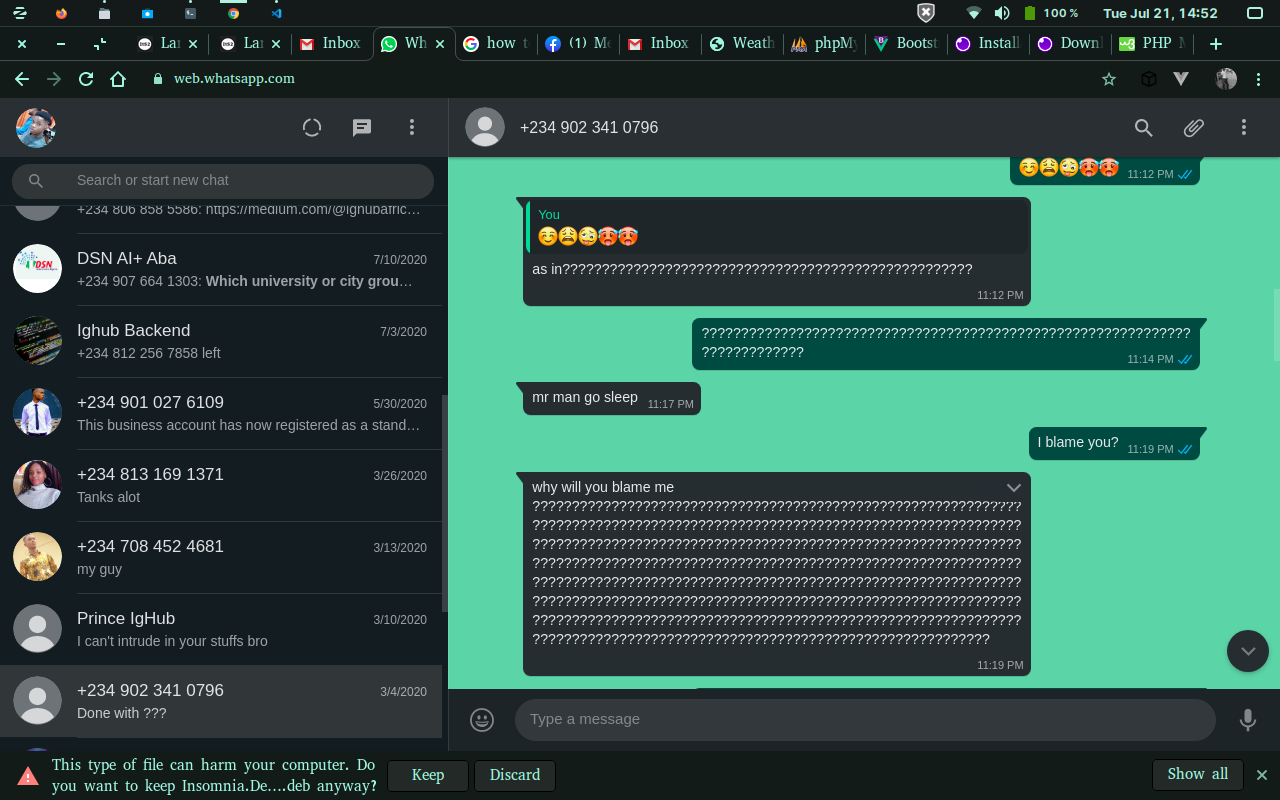 100 %
Tue Jul 21, 14:52
Lar
Lar
Inbox
Wh
how to
(1) Me
Inbox
Weath
phpMy
Bootst
Install
Downl
PHP M
web.whatsapp.com
+234 902 341 0796
Search or start new chat
+234 806 858 5586: https://medium.com/@ighubafric…
DSN AI+ Aba 7/10/2020
+234 907 664 1303: Which university or city grou…
Ighub Backend 7/3/2020
+234 812 256 7858 left
+234 901 027 6109 5/30/2020
This business account has now registered as a stand…
+234 813 169 1371 3/26/2020
Tanks alot
+234 708 452 4681 3/13/2020
my guy
Prince IgHub 3/10/2020
I can't intrude in your stuffs bro
+234 902 341 0796 3/4/2020
Done with ???
☺😩🤪🥵🥵 11:12 PM
You
☺😩🤪🥵🥵
as in????????????????????????????????????????????????????
11:12 PM
??????????????????????????????????????????????????????????????
????????????? 11:14 PM
mr man go sleep 11:17 PM
I blame you? 11:19 PM
why will you blame me
??????????????????????????????????????????????????????????????
??????????????????????????????????????????????????????????????
??????????????????????????????????????????????????????????????
??????????????????????????????????????????????????????????????
??????????????????????????????????????????????????????????????
??????????????????????????????????????????????????????????????
??????????????????????????????????????????????????????????????
??????????????????????????????????????????????????????????
11:19 PM
Type a message
This type of file can harm your computer. Do
you want to keep Insomnia.De….deb anyway?
Keep
Discard
Show all